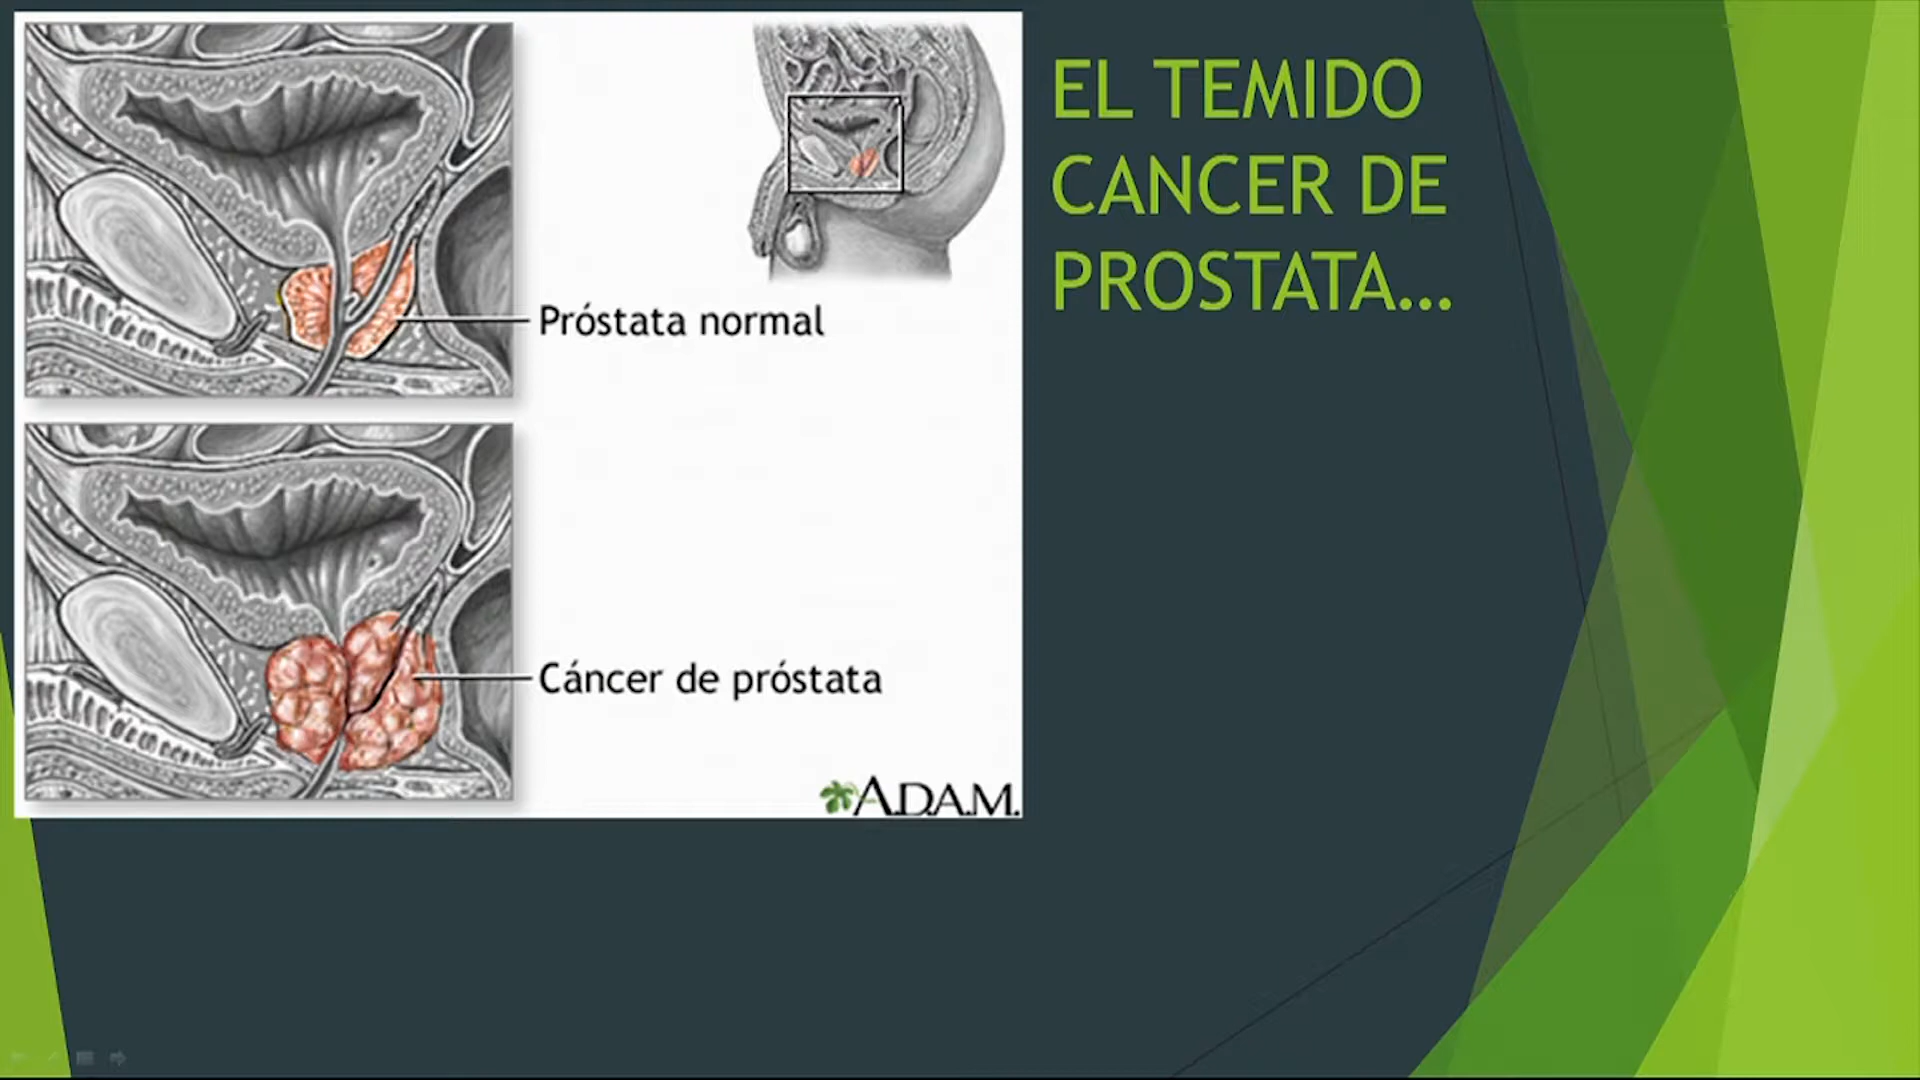 EL TEMIDO
CANCER DE
PROSTATA...
Próstata normal
Cáncer de próstata
A.D.A.M.